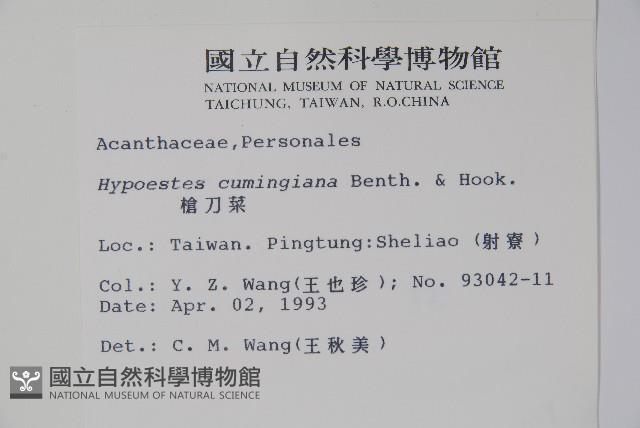 國立自然科學博物館
NATIONAL MUSEUM OF NATURAL SCIENCE
TAICHUNG, TAIWAN, R.O.CHINA
Acanthaceae,Personales
Hypoestes cumingiana Benth. & Hook.
槍刀菜
Loc.: Taiwan. Pingtung:Sheliao (射寮)
Col.: Y. Z. Wang(王也珍); No. 93042-11
Date: Apr. 02, 1993
Det.: C. M. Wang(王秋美)
國立自然科學博物館
NATIONAL MUSEUM OF NATURAL SCIENCE